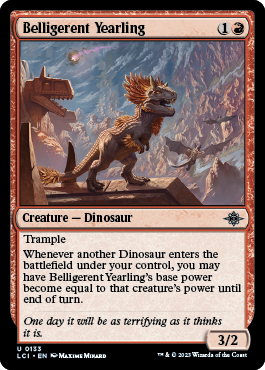 Belligerent Yearling 1
Creature — Dinosaur
Trample
Whenever another Dinosaur enters the
battlefield under your control, you may
have Belligerent Yearling's base power
become equal to that creature's power until
end of turn.
One day it will be as terrifying as it thinks
it is.
3/2
U 0133
LCI • EN Maxime Minard
™ & © 2023 Wizards of the Coast